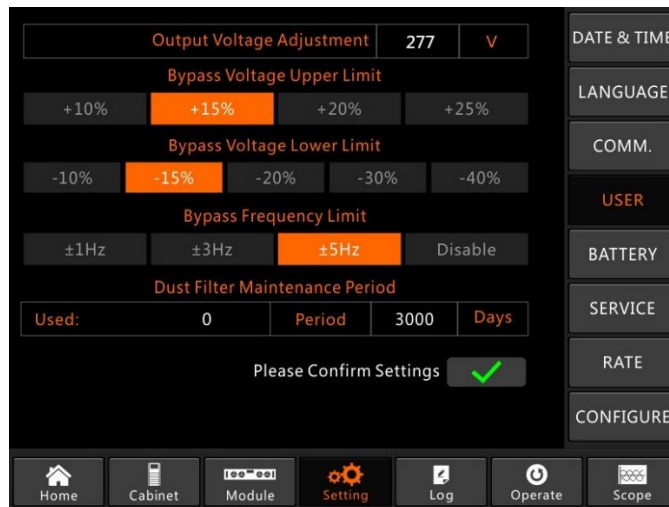 Output Voltage Adjustment 277 V
Bypass Voltage Upper Limit
+10% +15% +20% +25%
Bypass Voltage Lower Limit
-10% -15% -20% -30% -40%
Bypass Frequency Limit
±1Hz ±3Hz ±5Hz Disable
Dust Filter Maintenance Period
Used: 0 Period 3000 Days
Please Confirm Settings
DATE & TIME
LANGUAGE
COMM.
USER
BATTERY
SERVICE
RATE
CONFIGURE
Home Cabinet Module Setting Log Operate Scope